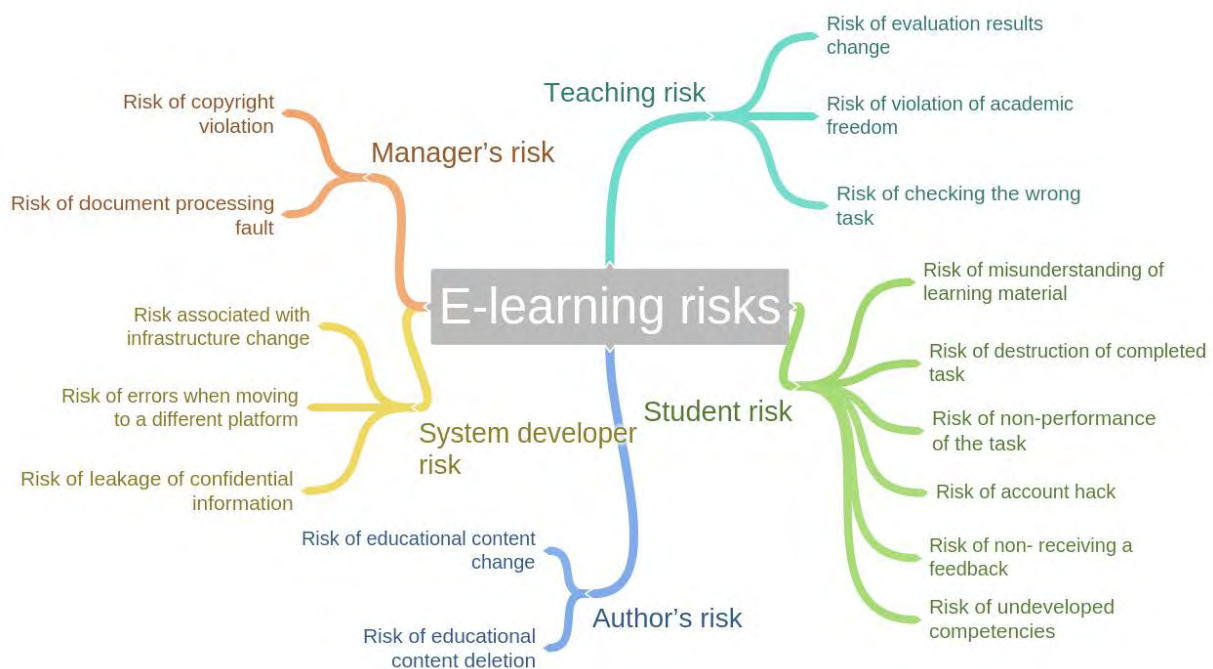 E-learning risks
Teaching risk
Risk of evaluation results
change
Risk of violation of academic
freedom
Risk of checking the wrong
task
Manager's risk
Risk of copyright
violation
Risk of document processing
fault
System developer
risk
Risk associated with
infrastructure change
Risk of errors when moving
to a different platform
Risk of leakage of confidential
information
Author's risk
Risk of educational content
change
Risk of educational
content deletion
Student risk
Risk of misunderstanding of
learning material
Risk of destruction of completed
task
Risk of non-performance
of the task
Risk of account hack
Risk of non- receiving a
feedback
Risk of undeveloped
competencies